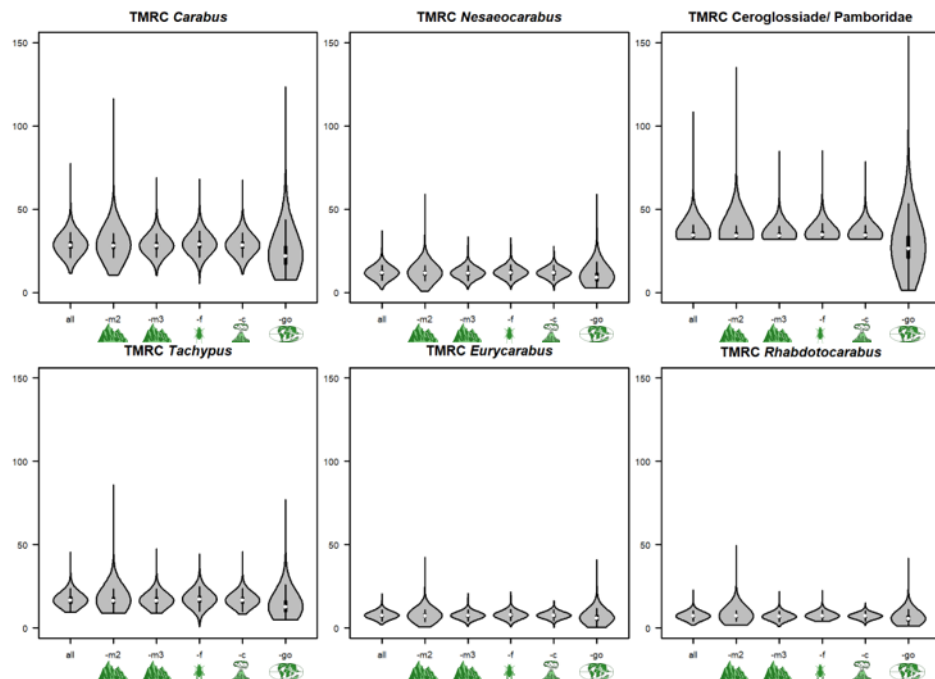 TMRC Carabus
TMRC Nesaeocarabus
TMRC Ceroglossiade/ Pamboridae
150
100
50
0
all -m2 -m3 -f -c -go
150
100
50
0
all -m2 -m3 -f -c -go
150
100
50
0
all -m2 -m3 -f -c -go
TMRC Tachypus
TMRC Eurycarabus
TMRC Rhabdotocarabus
150
100
50
0
all -m2 -m3 -f -c -go
150
100
50
0
all -m2 -m3 -f -c -go
150
100
50
0
all -m2 -m3 -f -c -go